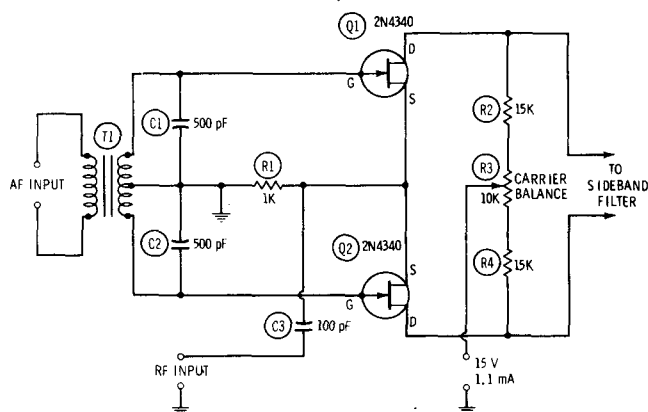 Q1
2N4340
D
G
S
T1
C1
500 pF
R2
15K
AF INPUT
R1
1K
R3
10K
CARRIER
BALANCE
TO
SIDEBAND
FILTER
C2
500 pF
Q2
2N4340
R4
15K
S
G
D
C3
100 pF
RF INPUT
15 V
1.1 mA